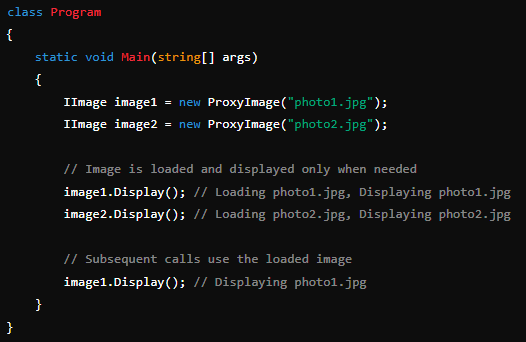 class Program
{
    static void Main(string[] args)
    {
        IImage image1 = new ProxyImage("photo1.jpg");
        IImage image2 = new ProxyImage("photo2.jpg");

        // Image is loaded and displayed only when needed
        image1.Display(); // Loading photo1.jpg, Displaying photo1.jpg
        image2.Display(); // Loading photo2.jpg, Displaying photo2.jpg

        // Subsequent calls use the loaded image
        image1.Display(); // Displaying photo1.jpg
    }
}